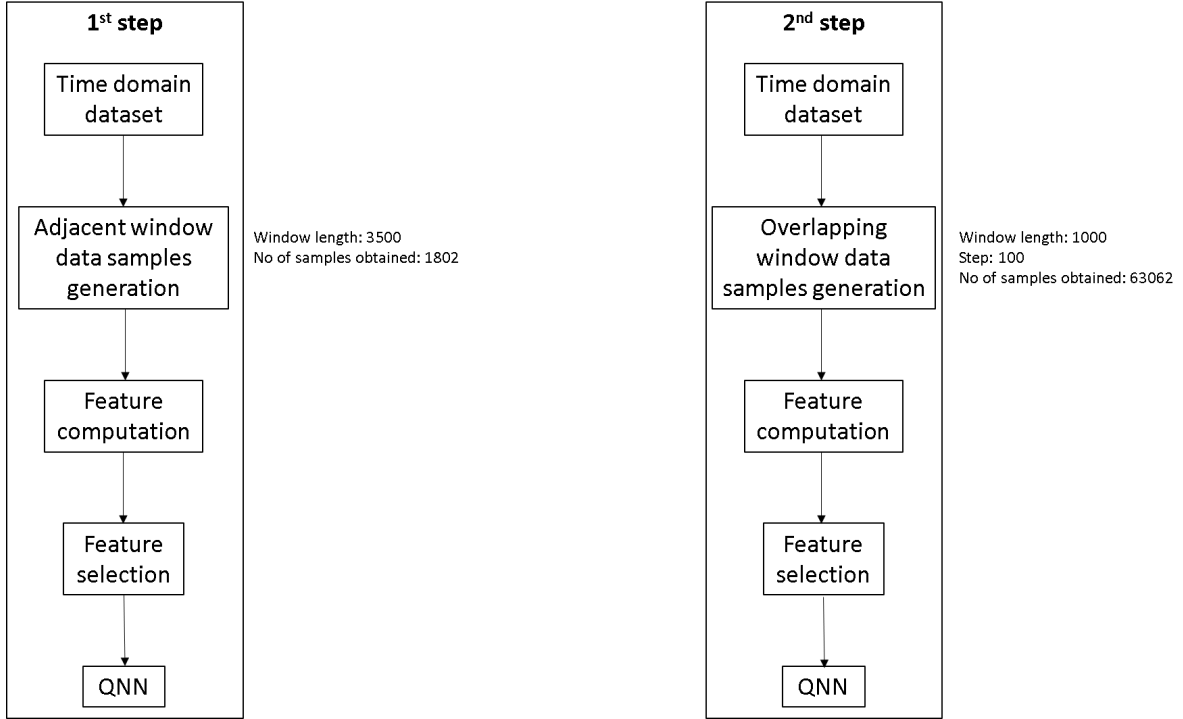 1st step
Time domain
dataset
Adjacent window
data samples
generation
Window length: 3500
No of samples obtained: 1802
Feature
computation
Feature
selection
QNN
2nd step
Time domain
dataset
Overlapping
window data
samples generation
Window length: 1000
Step: 100
No of samples obtained: 63062
Feature
computation
Feature
selection
QNN